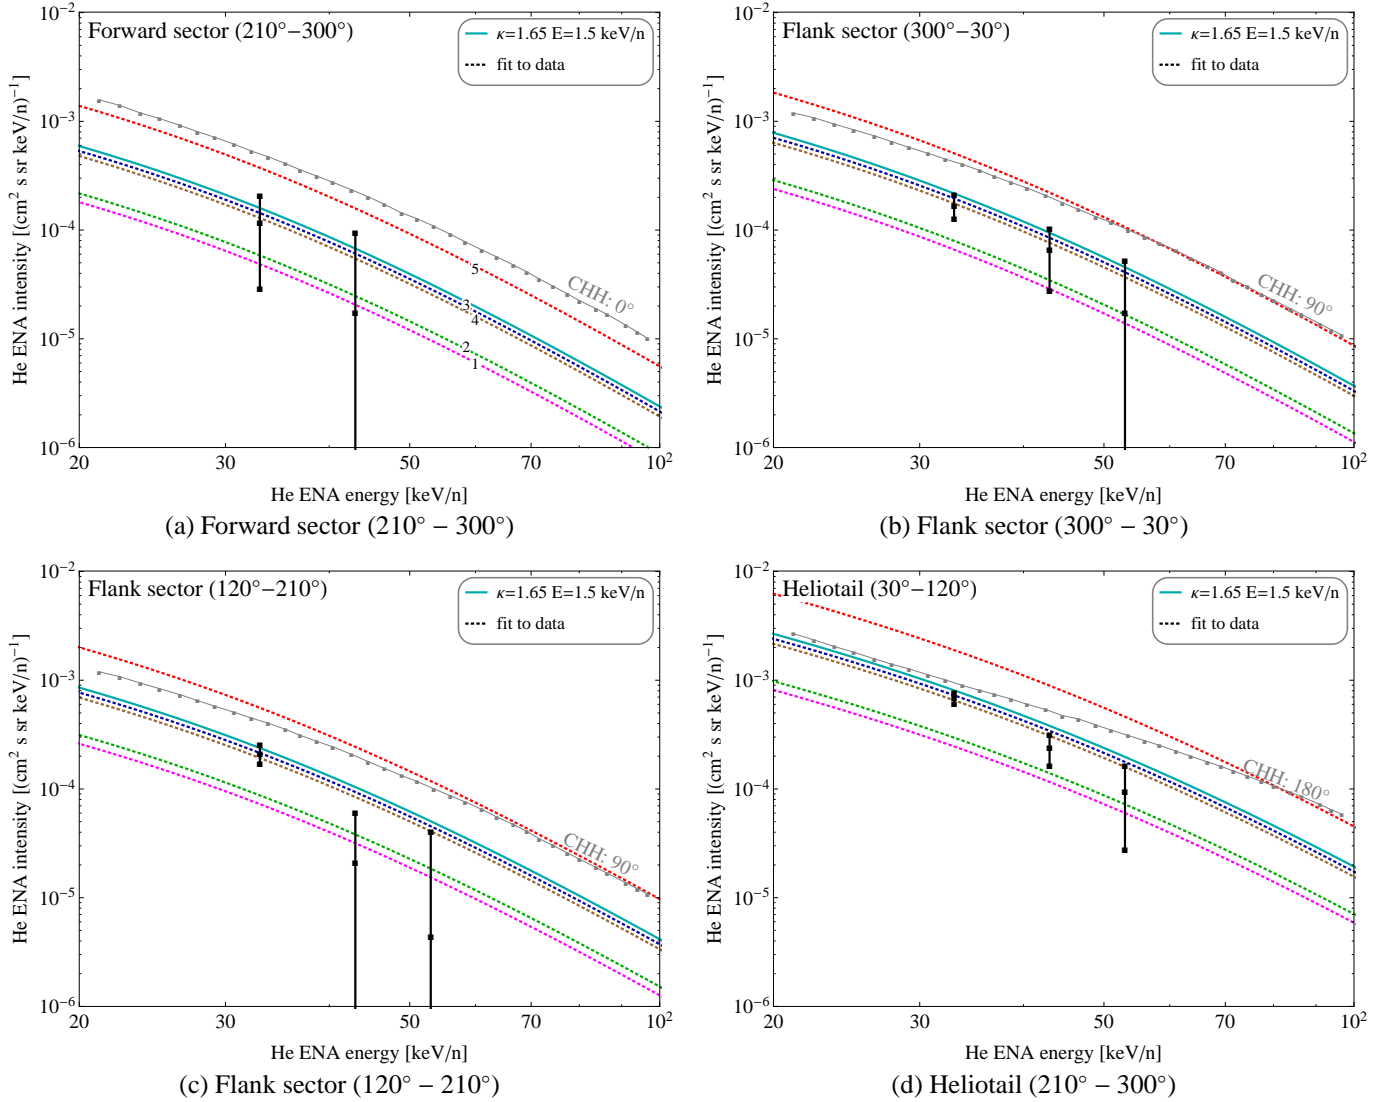 10⁻²
10⁻³
10⁻⁴
10⁻⁵
10⁻⁶
He ENA intensity [(cm² s sr keV/n)⁻¹]
Forward sector (210°−300°)
κ=1.65 E=1.5 keV/n
fit to data
CHH: 0°
5
3
4
2
1
20 30 50 70 10²
He ENA energy [keV/n]
(a) Forward sector (210° − 300°)
10⁻²
10⁻³
10⁻⁴
10⁻⁵
10⁻⁶
He ENA intensity [(cm² s sr keV/n)⁻¹]
Flank sector (300°−30°)
κ=1.65 E=1.5 keV/n
fit to data
CHH: 90°
20 30 50 70 10²
He ENA energy [keV/n]
(b) Flank sector (300° − 30°)
10⁻²
10⁻³
10⁻⁴
10⁻⁵
10⁻⁶
He ENA intensity [(cm² s sr keV/n)⁻¹]
Flank sector (120°−210°)
κ=1.65 E=1.5 keV/n
fit to data
CHH: 90°
20 30 50 70 10²
He ENA energy [keV/n]
(c) Flank sector (120° − 210°)
10⁻²
10⁻³
10⁻⁴
10⁻⁵
10⁻⁶
He ENA intensity [(cm² s sr keV/n)⁻¹]
Heliotail (30°−120°)
κ=1.65 E=1.5 keV/n
fit to data
CHH: 180°
20 30 50 70 10²
He ENA energy [keV/n]
(d) Heliotail (210° − 300°)